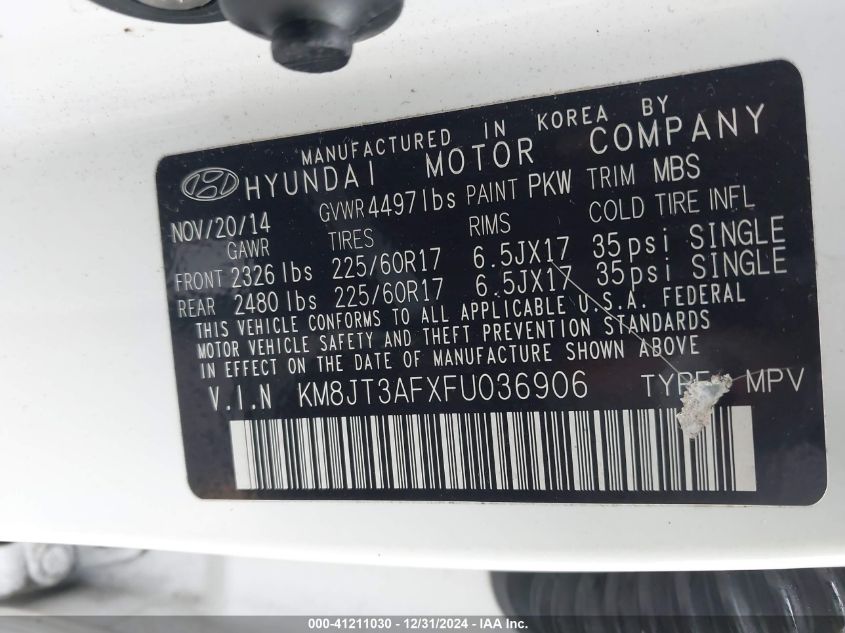 MANUFACTURED IN KOREA BY
HYUNDAI MOTOR COMPANY
NOV/20/14 GVWR 4497 lbs PAINT PKW TRIM MBS
GAWR TIRES RIMS COLD TIRE INFL
FRONT 2326 lbs 225/60R17 6.5JX17 35psi SINGLE
REAR 2480 lbs 225/60R17 6.5JX17 35psi SINGLE
THIS VEHICLE CONFORMS TO ALL APPLICABLE U.S.A. FEDERAL
MOTOR VEHICLE SAFETY AND THEFT PREVENTION STANDARDS
IN EFFECT ON THE DATE OF MANUFACTURE SHOWN ABOVE
V.I.N KM8JT3AFXFU036906 TYPE MPV
000-41211030 - 12/31/2024 - IAA Inc.